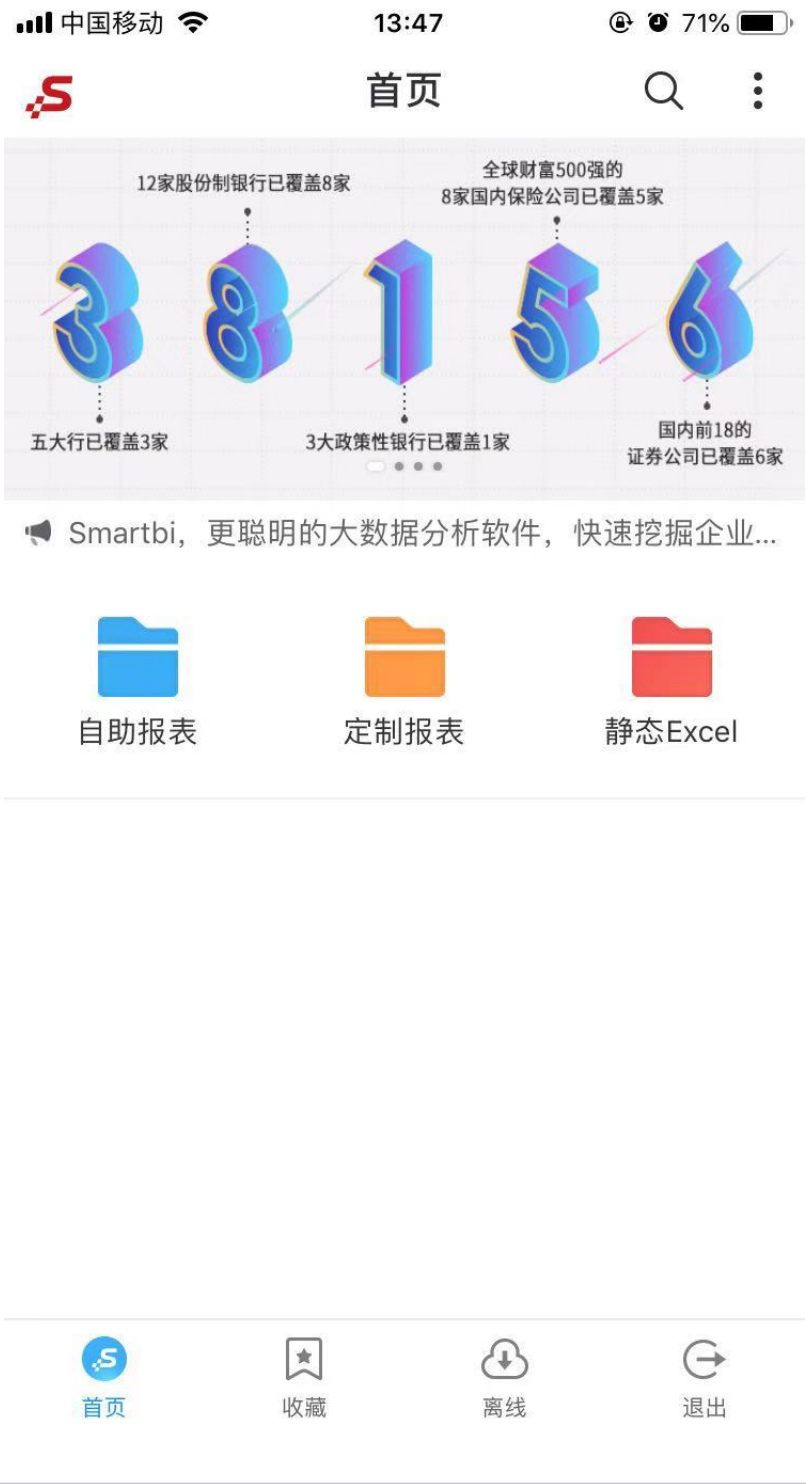 中国移动 13:47 71%
S 首页
12家股份制银行已覆盖8家
全球财富500强的
8家国内保险公司已覆盖5家
3 8 1 5 6
五大行已覆盖3家
3大政策性银行已覆盖1家
国内前18的
证券公司已覆盖6家
Smartbi，更聪明的大数据分析软件，快速挖掘企业...
自助报表 定制报表 静态Excel
S
首页 收藏 离线 退出